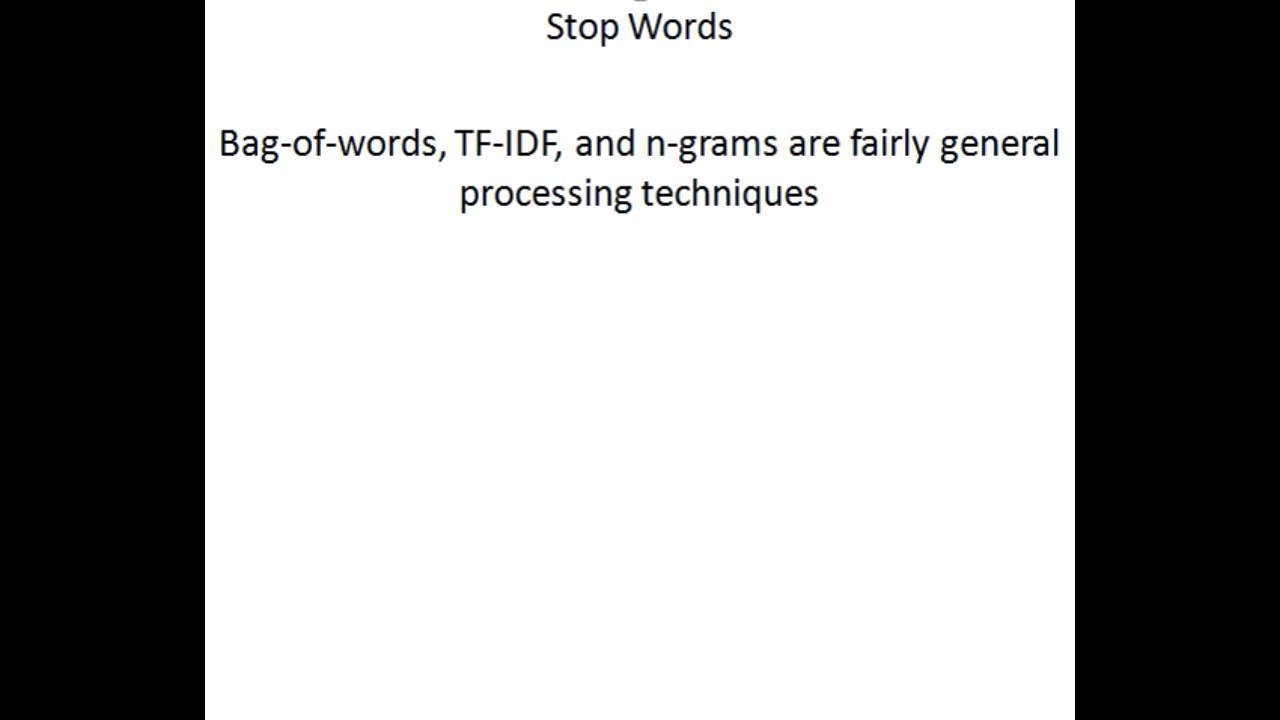 Stop Words
Bag-of-words, TF-IDF, and n-grams are fairly general
processing techniques